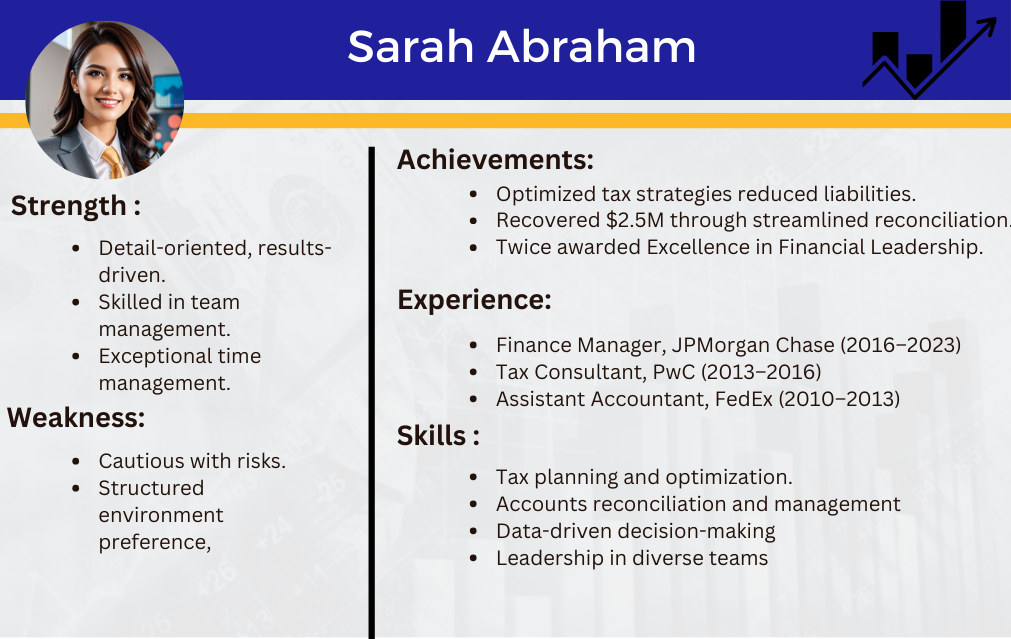 Sarah Abraham
Strength :
Detail-oriented, results-
driven.
Skilled in team
management.
Exceptional time
management.
Weakness:
Cautious with risks.
Structured
environment
preference,
Achievements:
Optimized tax strategies reduced liabilities.
Recovered $2.5M through streamlined reconciliation.
Twice awarded Excellence in Financial Leadership.
Experience:
Finance Manager, JPMorgan Chase (2016–2023)
Tax Consultant, PwC (2013–2016)
Assistant Accountant, FedEx (2010–2013)
Skills :
Tax planning and optimization.
Accounts reconciliation and management
Data-driven decision-making
Leadership in diverse teams